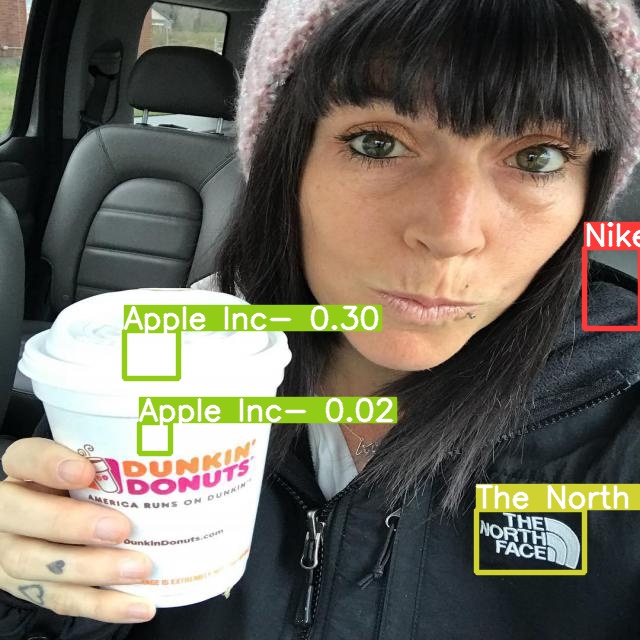 Nike
Apple Inc- 0.30
Apple Inc- 0.02
DUNKIN'
DONUTS
AMERICA RUNS ON DUNKIN'
DunkinDonuts.com
The North
THE
NORTH
FACE